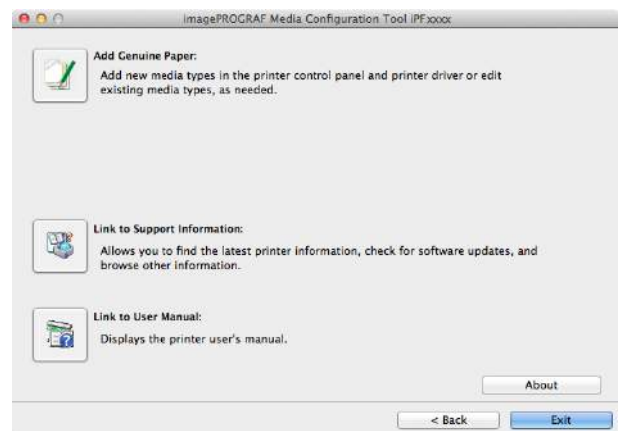 imagePROGRAF Media Configuration Tool iPFxxxx
Add Genuine Paper:
Add new media types in the printer control panel and printer driver or edit
existing media types, as needed.
Link to Support Information:
Allows you to find the latest printer information, check for software updates, and
browse other information.
Link to User Manual:
Displays the printer user's manual.
About
< Back
Exit